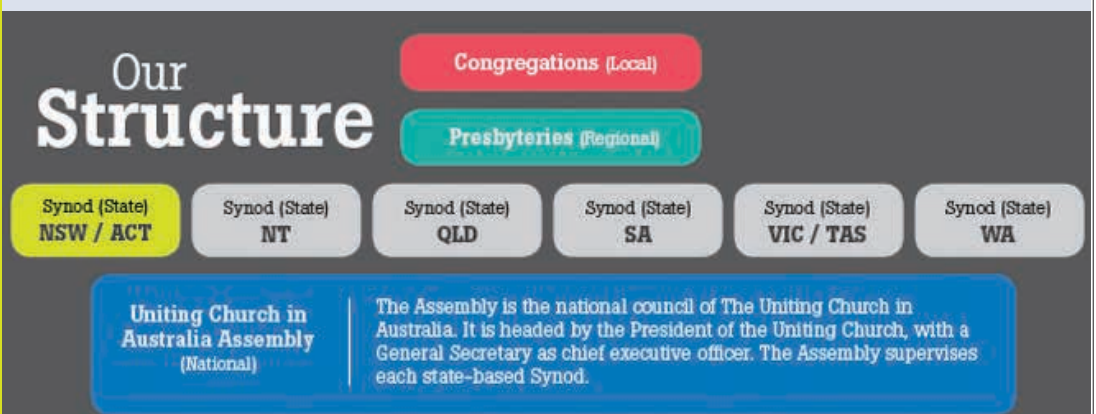 Our
Structure
Congregations (Local)
Presbyteries (Regional)
Synod (State)
NSW / ACT
Synod (State)
NT
Synod (State)
QLD
Synod (State)
SA
Synod (State)
VIC / TAS
Synod (State)
WA
Uniting Church in
Australia Assembly
(National)
The Assembly is the national council of The Uniting Church in
Australia. It is headed by the President of the Uniting Church, with a
General Secretary as chief executive officer. The Assembly supervises
each state-based Synod.